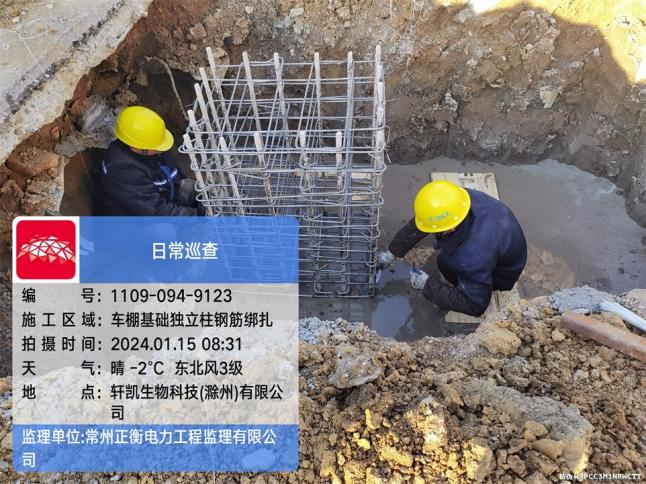 日常巡查
编号：1109-094-9123
施工区域：车棚基础独立柱钢筋绑扎
拍摄时间：2024.01.15 08:31
天气：晴 -2℃ 东北风3级
地点：轩凯生物科技(滁州)有限公
司
监理单位:常州正衡电力工程监理有限公
司